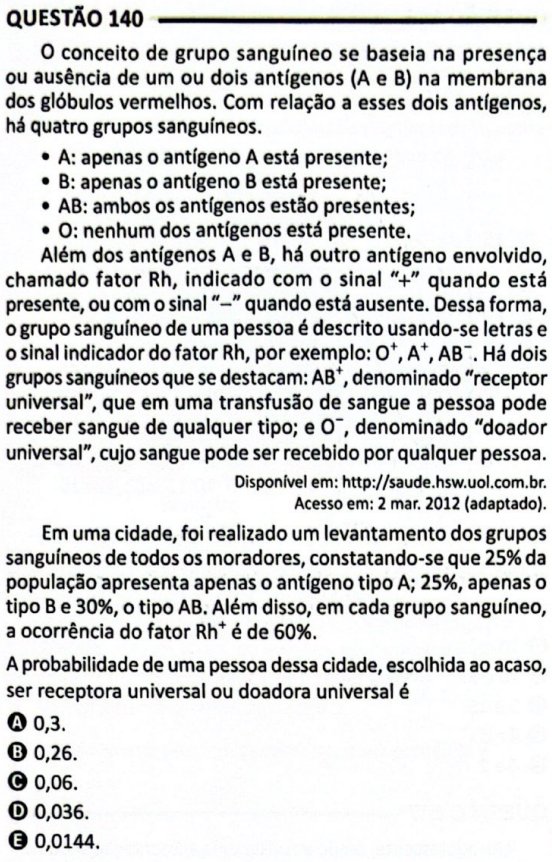 QUESTÃO 140
O conceito de grupo sanguíneo se baseia na presença
ou ausência de um ou dois antígenos (A e B) na membrana
dos glóbulos vermelhos. Com relação a esses dois antígenos,
há quatro grupos sanguíneos.
• A: apenas o antígeno A está presente;
• B: apenas o antígeno B está presente;
• AB: ambos os antígenos estão presentes;
• O: nenhum dos antígenos está presente.
Além dos antígenos A e B, há outro antígeno envolvido,
chamado fator Rh, indicado com o sinal "+" quando está
presente, ou com o sinal "−" quando está ausente. Dessa forma,
o grupo sanguíneo de uma pessoa é descrito usando-se letras e
o sinal indicador do fator Rh, por exemplo: O⁺, A⁺, AB⁻. Há dois
grupos sanguíneos que se destacam: AB⁺, denominado "receptor
universal", que em uma transfusão de sangue a pessoa pode
receber sangue de qualquer tipo; e O⁻, denominado "doador
universal", cujo sangue pode ser recebido por qualquer pessoa.
Disponível em: http://saude.hsw.uol.com.br.
Acesso em: 2 mar. 2012 (adaptado).
Em uma cidade, foi realizado um levantamento dos grupos
sanguíneos de todos os moradores, constatando-se que 25% da
população apresenta apenas o antígeno tipo A; 25%, apenas o
tipo B e 30%, o tipo AB. Além disso, em cada grupo sanguíneo,
a ocorrência do fator Rh⁺ é de 60%.
A probabilidade de uma pessoa dessa cidade, escolhida ao acaso,
ser receptora universal ou doadora universal é
A 0,3.
B 0,26.
C 0,06.
D 0,036.
E 0,0144.